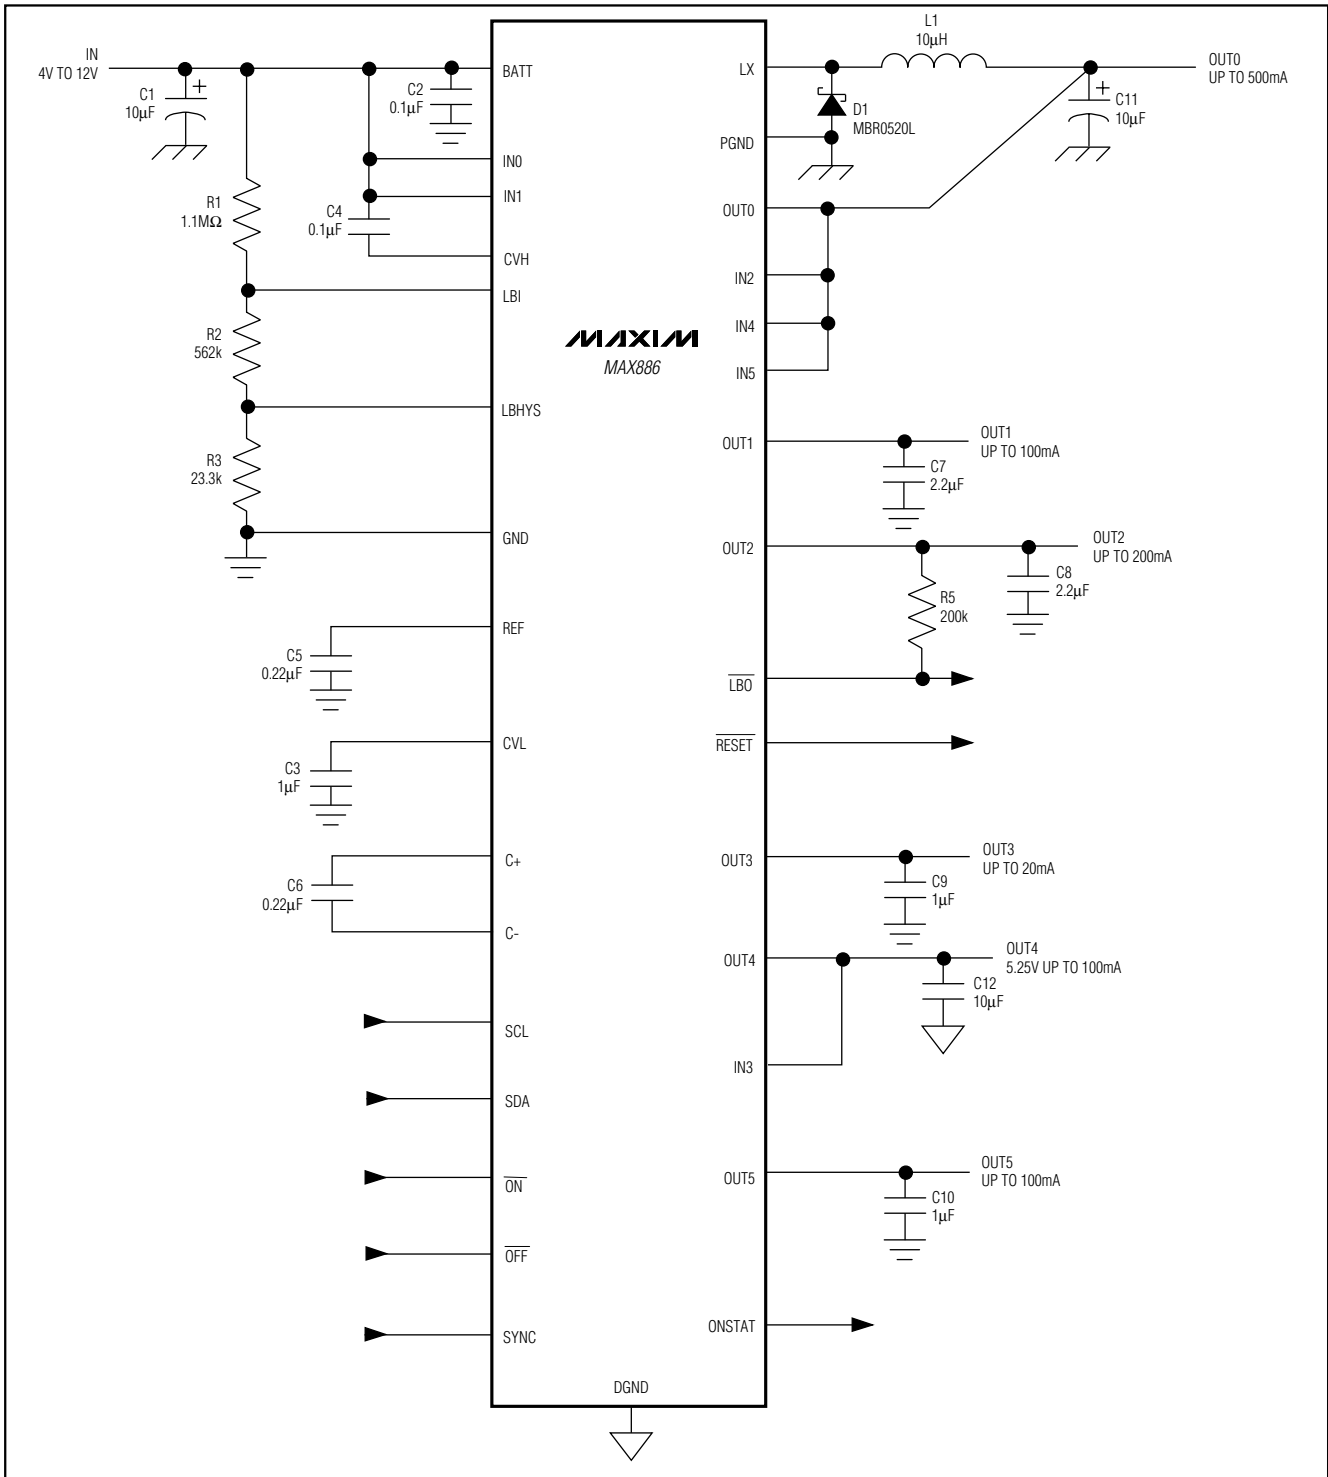 IN
4V TO 12V
C1
10µF
C2
0.1µF
R1
1.1MΩ
C4
0.1µF
R2
562k
R3
23.3k
C5
0.22µF
C3
1µF
C6
0.22µF
BATT
IN0
IN1
CVH
LBI
LBHYS
GND
REF
CVL
C+
C-
SCL
SDA
ON
OFF
SYNC
MAXIM
MAX886
DGND
LX
PGND
OUT0
IN2
IN4
IN5
OUT1
OUT2
LBO
RESET
OUT3
OUT4
IN3
OUT5
ONSTAT
L1
10µH
D1
MBR0520L
C11
10µF
OUT0
UP TO 500mA
OUT1
UP TO 100mA
C7
2.2µF
OUT2
UP TO 200mA
C8
2.2µF
R5
200k
OUT3
UP TO 20mA
C9
1µF
OUT4
5.25V UP TO 100mA
C12
10µF
OUT5
UP TO 100mA
C10
1µF